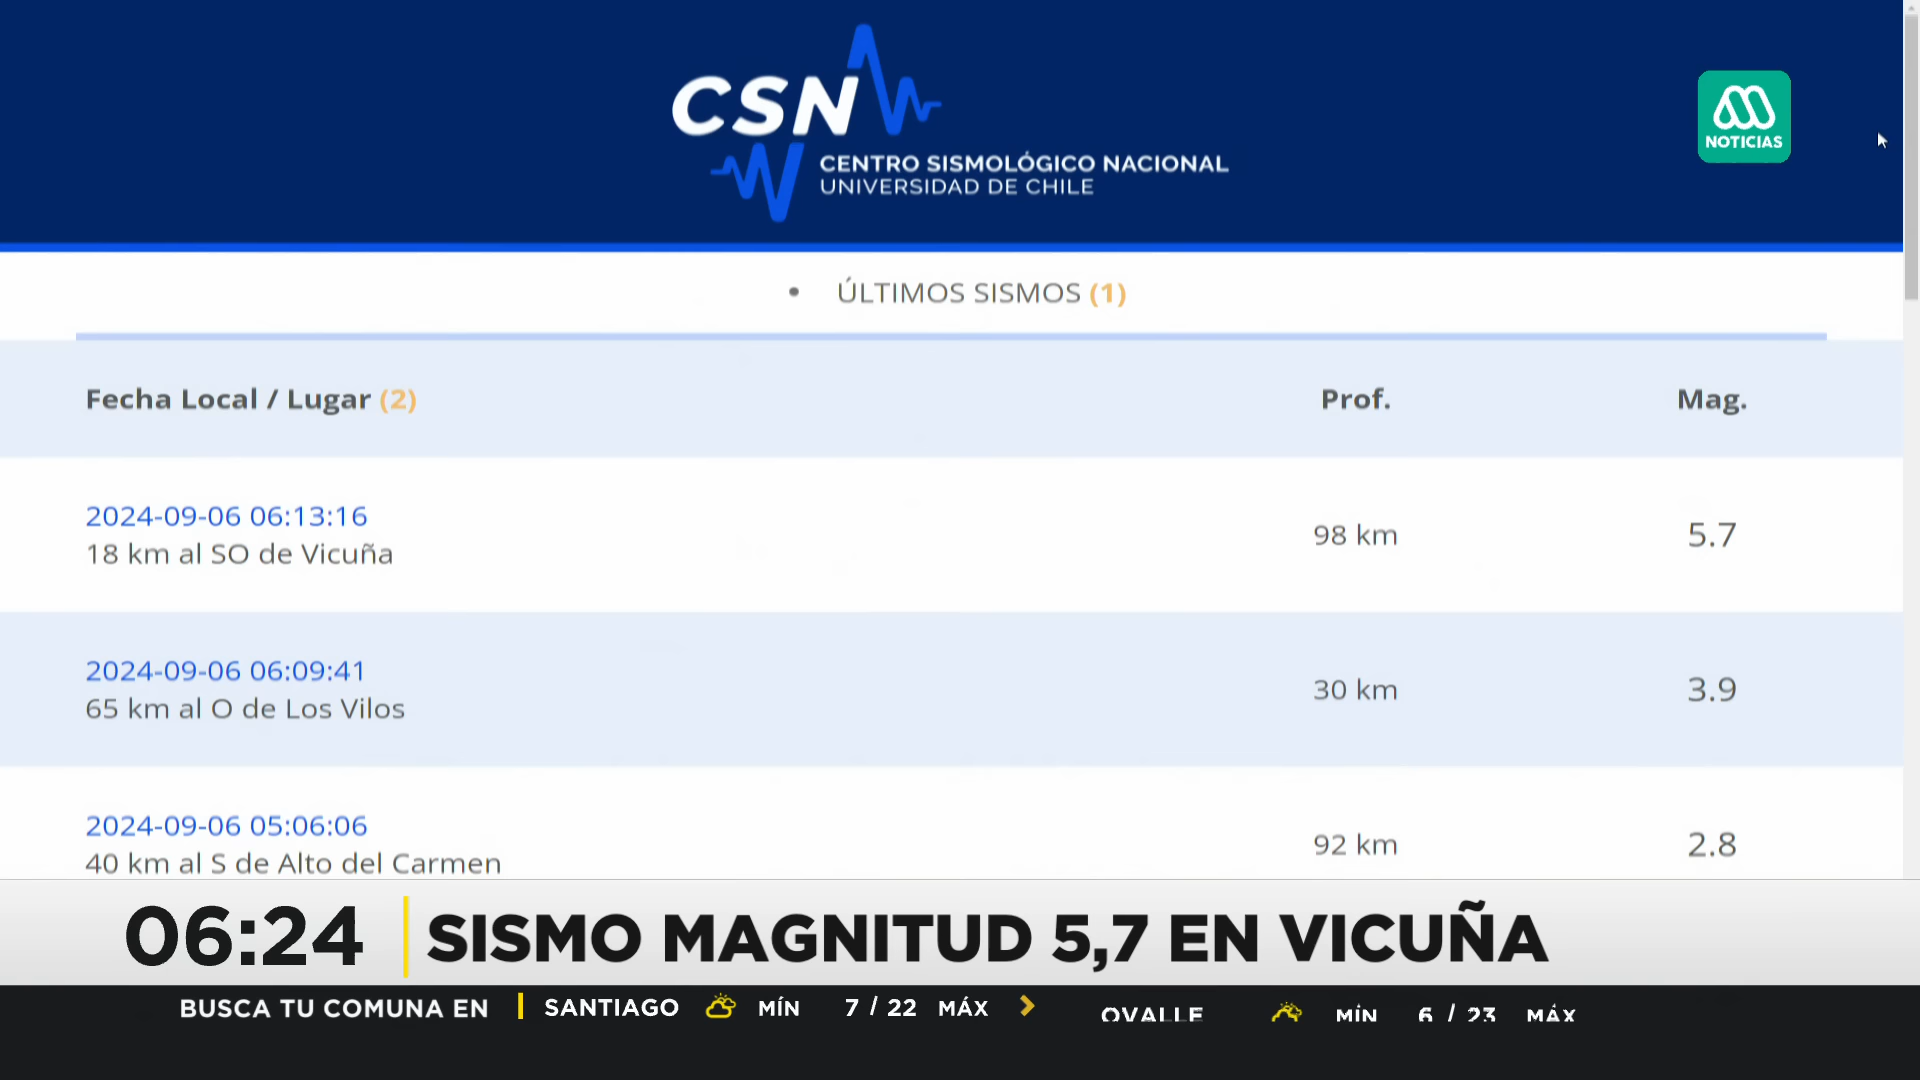 CSN
CENTRO SISMOLÓGICO NACIONAL
UNIVERSIDAD DE CHILE
NOTICIAS
• ÚLTIMOS SISMOS (1)
Fecha Local / Lugar (2) Prof. Mag.
2024-09-06 06:13:16
18 km al SO de Vicuña 98 km 5.7
2024-09-06 06:09:41
65 km al O de Los Vilos 30 km 3.9
2024-09-06 05:06:06
40 km al S de Alto del Carmen 92 km 2.8
06:24 SISMO MAGNITUD 5,7 EN VICUÑA
BUSCA TU COMUNA EN SANTIAGO MÍN 7 / 22 MÁX OVALLE MÍN 6 / 23 MÁX